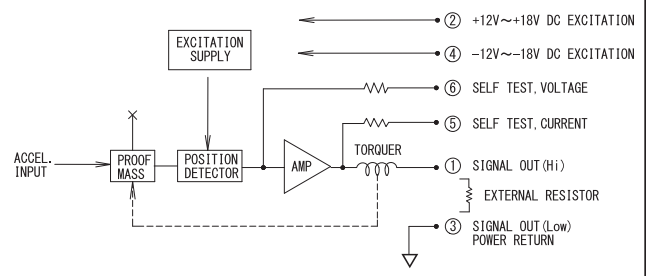 ② +12V～+18V DC EXCITATION
EXCITATION
SUPPLY
④ -12V～-18V DC EXCITATION
⑥ SELF TEST, VOLTAGE
⑤ SELF TEST, CURRENT
ACCEL.
INPUT
PROOF
MASS
POSITION
DETECTOR
AMP
TORQUER
① SIGNAL OUT(Hi)
EXTERNAL RESISTOR
③ SIGNAL OUT(Low)
POWER RETURN